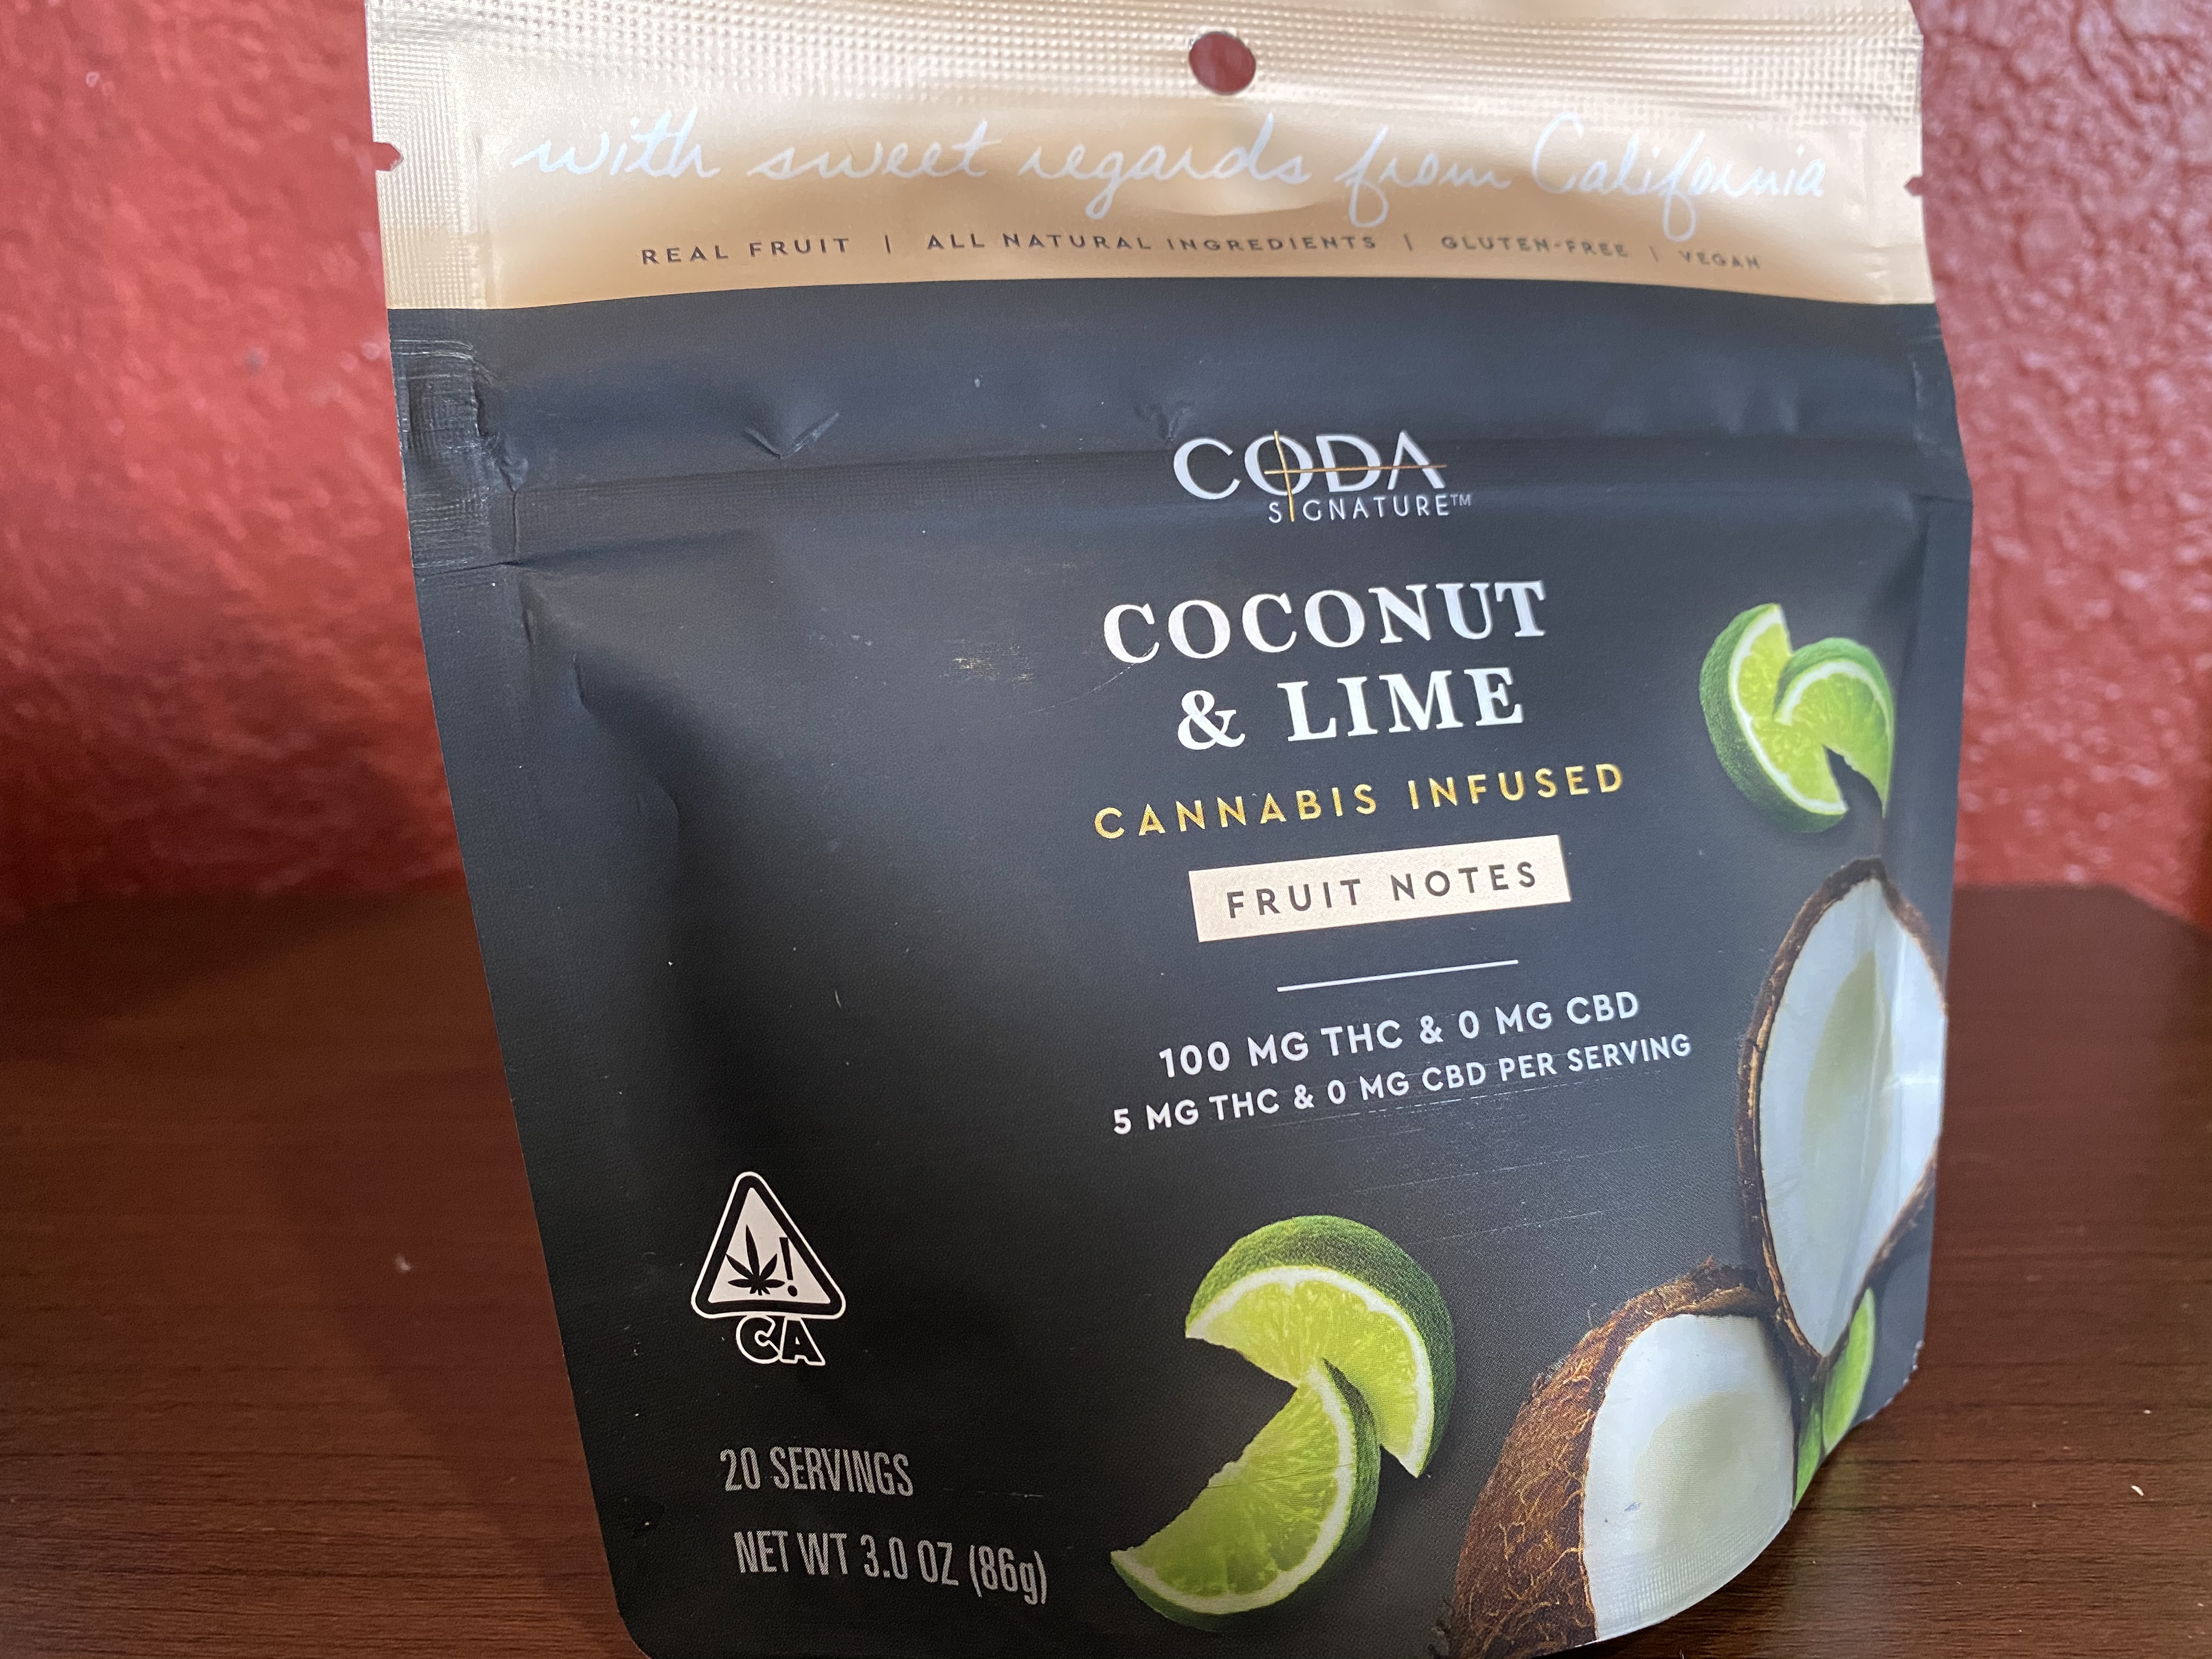 with sweet regards from California
REAL FRUIT | ALL NATURAL INGREDIENTS | GLUTEN-FREE | VEGAN
CODA
SIGNATURE™
COCONUT
& LIME
CANNABIS INFUSED
FRUIT NOTES
100 MG THC & 0 MG CBD
5 MG THC & 0 MG CBD PER SERVING
!
CA
20 SERVINGS
NET WT 3.0 OZ (86g)